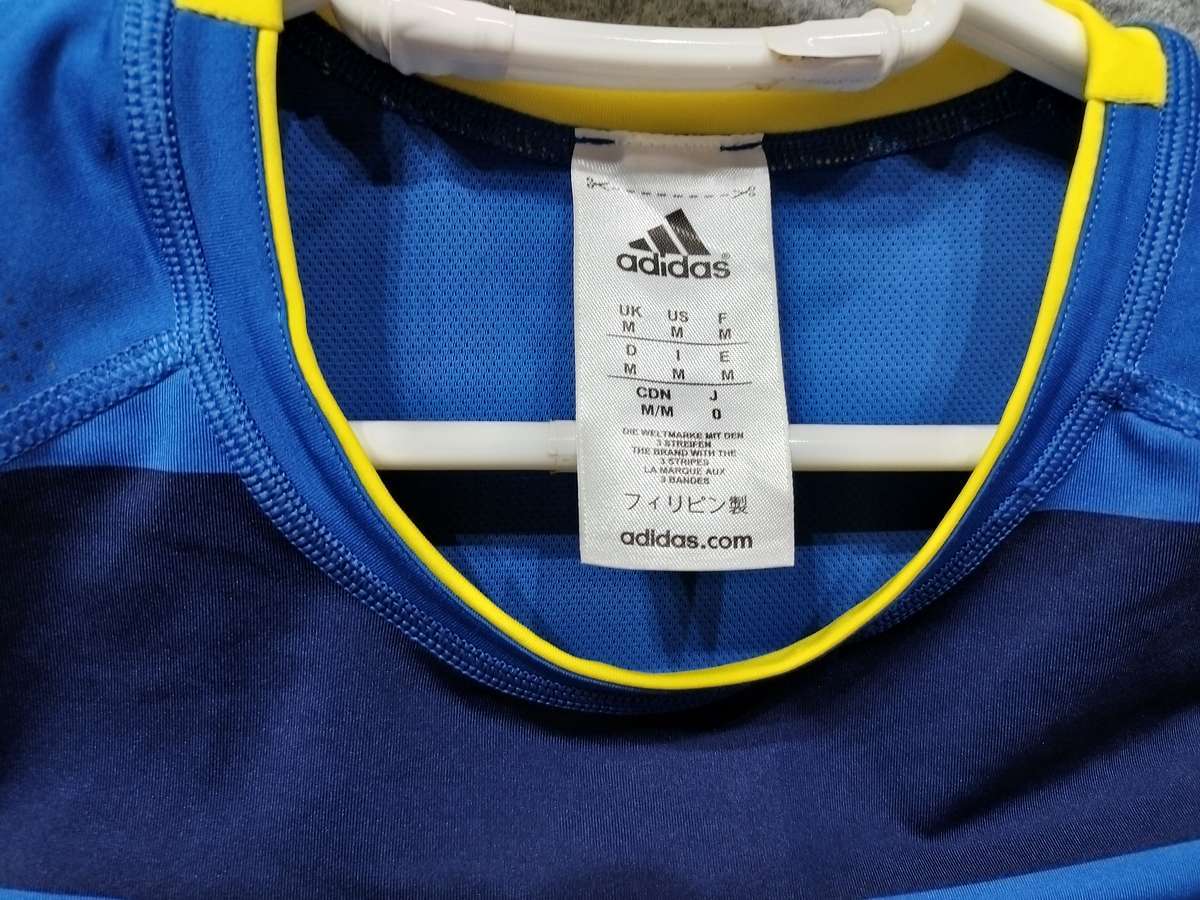 adidas®
UK US F
M M M
D I E
M M M
CDN J
M/M O
DIE WELTMARKE MIT DEN
3 STREIFEN
THE BRAND WITH THE
3 STRIPES
LA MARQUE AUX
3 BANDES
フィリピン製
adidas.com